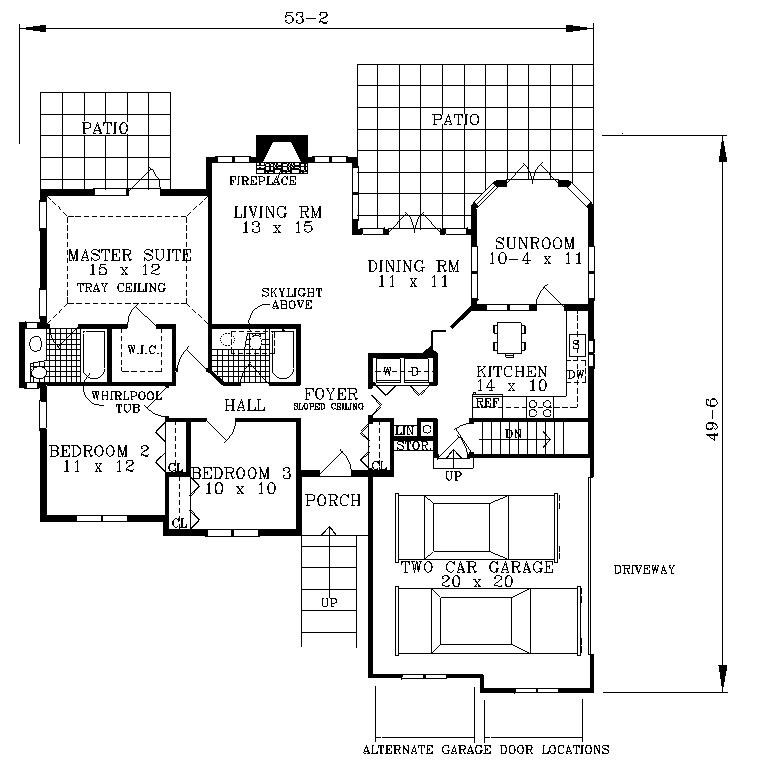 53-2
PATIO
PATIO
FIREPLACE
LIVING RM
13 x 15
SUNROOM
10-4 x 11
MASTER SUITE
15 x 12
TRAY CEILING
DINING RM
11 x 11
SKYLIGHT
ABOVE
W.I.C.
S
W
D
KITCHEN
14 x 10
DW
WHIRLPOOL
TUB
HALL
FOYER
SLOPED CEILING
REF
49-6
LIN
DN
STOR.
BEDROOM 2
11 x 12
CL
BEDROOM 3
10 x 10
CL
CL
UP
PORCH
TWO CAR GARAGE
20 x 20
DRIVEWAY
UP
ALTERNATE GARAGE DOOR LOCATIONS